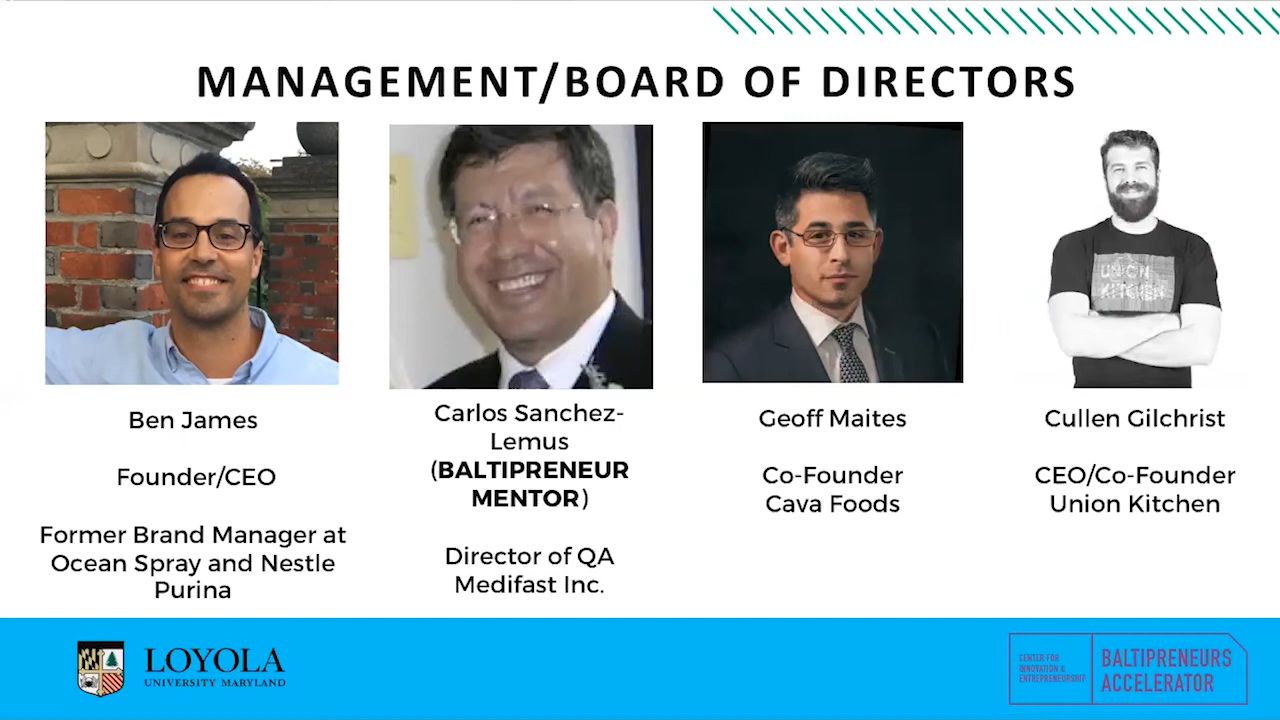 MANAGEMENT/BOARD OF DIRECTORS
UNION
KITCHEN
Ben James
Founder/CEO
Former Brand Manager at
Ocean Spray and Nestle
Purina
Carlos Sanchez-
Lemus
(BALTIPRENEUR
MENTOR)
Director of QA
Medifast Inc.
Geoff Maites
Co-Founder
Cava Foods
Cullen Gilchrist
CEO/Co-Founder
Union Kitchen
LOYOLA
UNIVERSITY MARYLAND
CENTER FOR
INNOVATION &
ENTREPRENEURSHIP
BALTIPRENEURS
ACCELERATOR